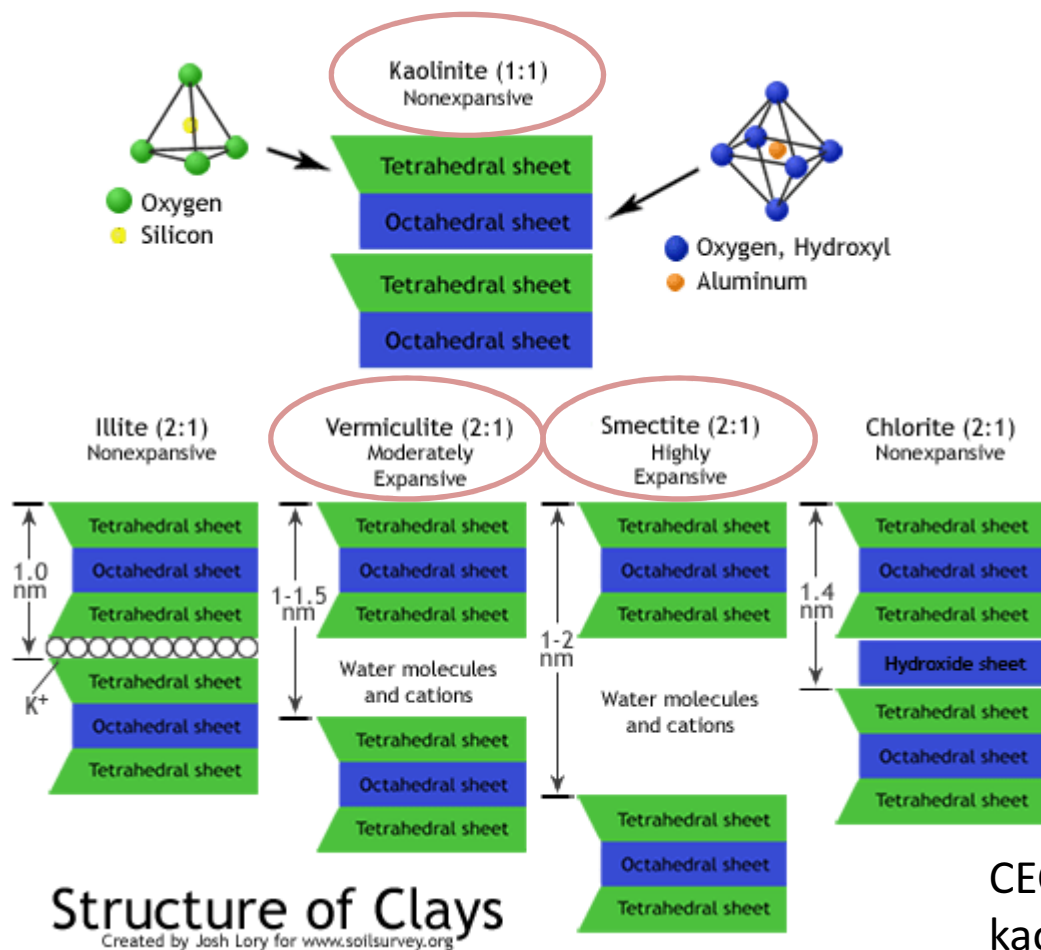 Kaolinite (1:1)
Nonexpansive
Tetrahedral sheet
Octahedral sheet
Tetrahedral sheet
Octahedral sheet
Oxygen
Silicon
Oxygen, Hydroxyl
Aluminum
Illite (2:1)
Nonexpansive
1.0
nm
Tetrahedral sheet
Octahedral sheet
Tetrahedral sheet
K+
Tetrahedral sheet
Octahedral sheet
Tetrahedral sheet
Vermiculite (2:1)
Moderately
Expansive
1-1.5
nm
Tetrahedral sheet
Octahedral sheet
Tetrahedral sheet
Water molecules
and cations
Tetrahedral sheet
Octahedral sheet
Tetrahedral sheet
Smectite (2:1)
Highly
Expansive
1-2
nm
Tetrahedral sheet
Octahedral sheet
Tetrahedral sheet
Water molecules
and cations
Tetrahedral sheet
Octahedral sheet
Tetrahedral sheet
Chlorite (2:1)
Nonexpansive
1.4
nm
Tetrahedral sheet
Octahedral sheet
Tetrahedral sheet
Hydroxide sheet
Tetrahedral sheet
Octahedral sheet
Tetrahedral sheet
Structure of Clays
Created by Josh Lory for www.soilsurvey.org